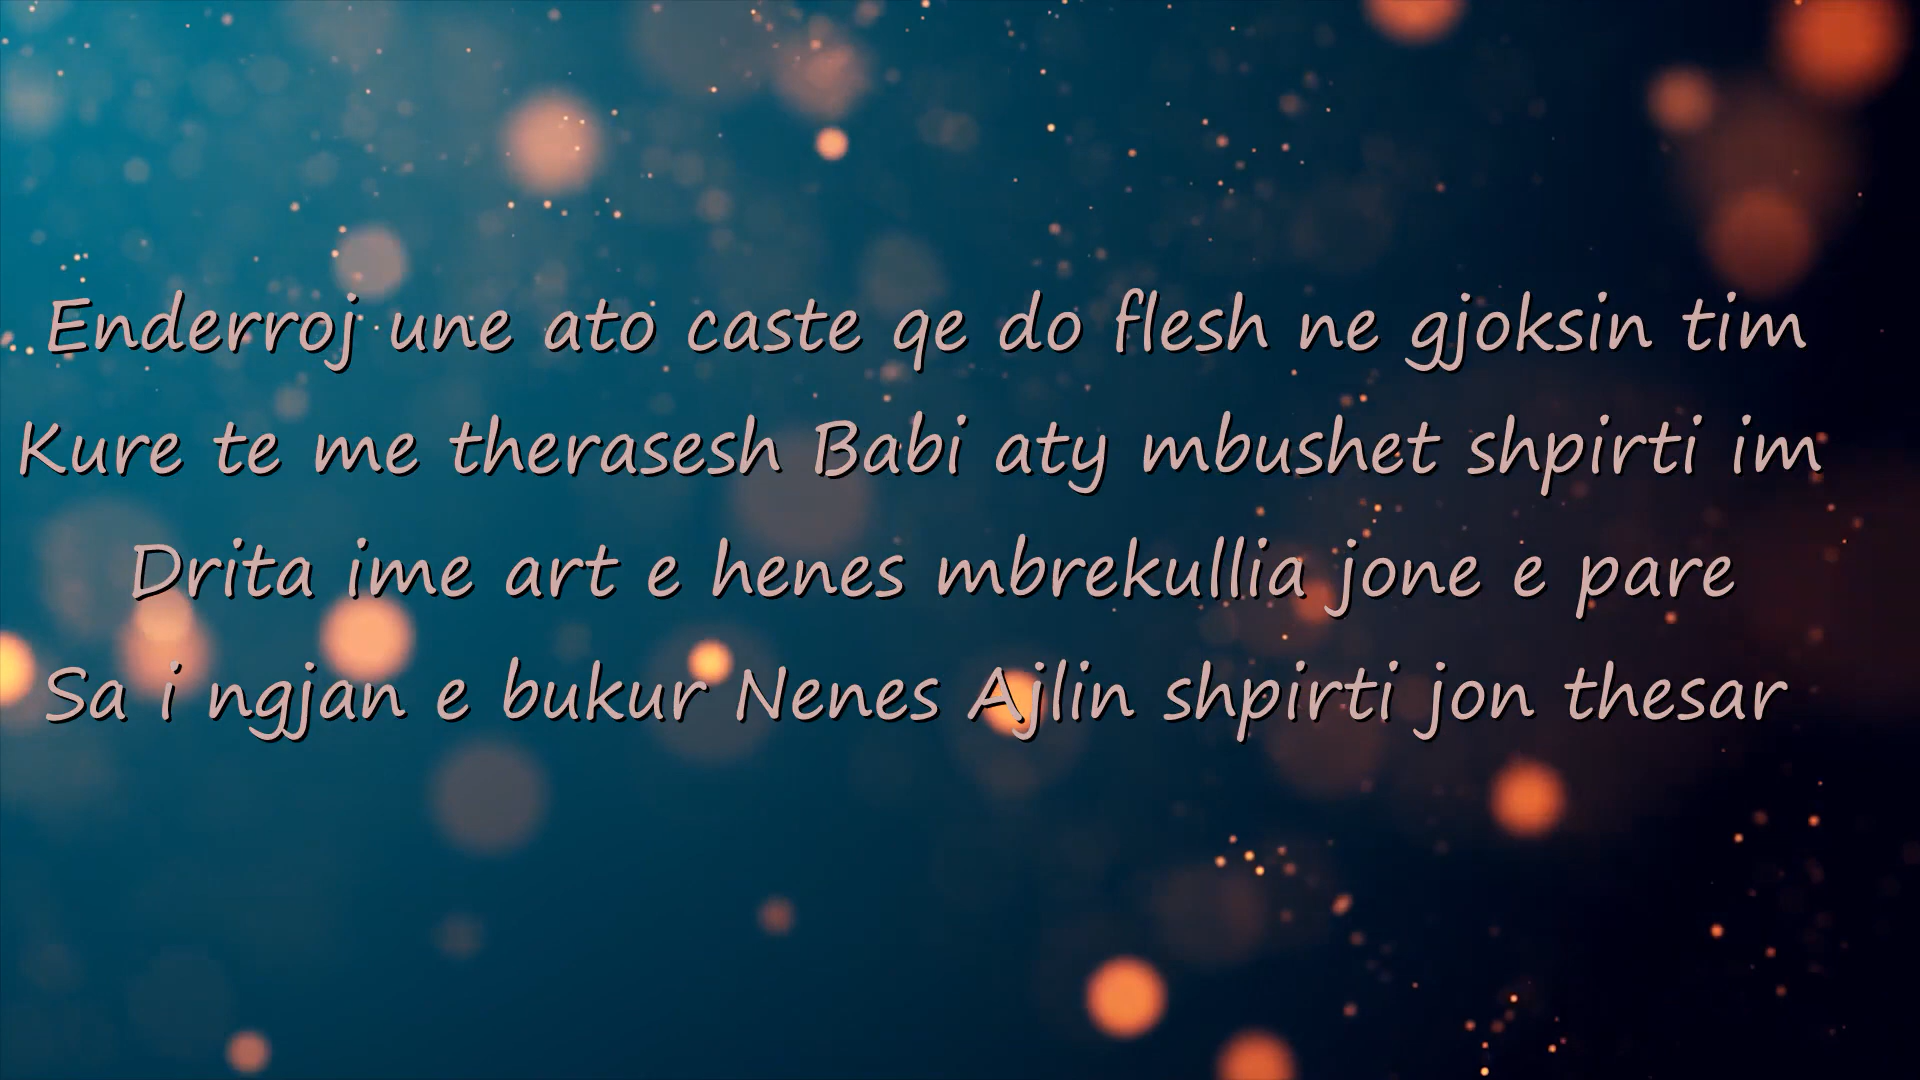 Enderroj une ato caste qe do flesh ne gjoksin tim
Kure te me therasesh Babi aty mbushet shpirti im
Drita ime art e henes mbrekullia jone e pare
Sa i ngjan e bukur Nenes Ajlin shpirti jon thesar